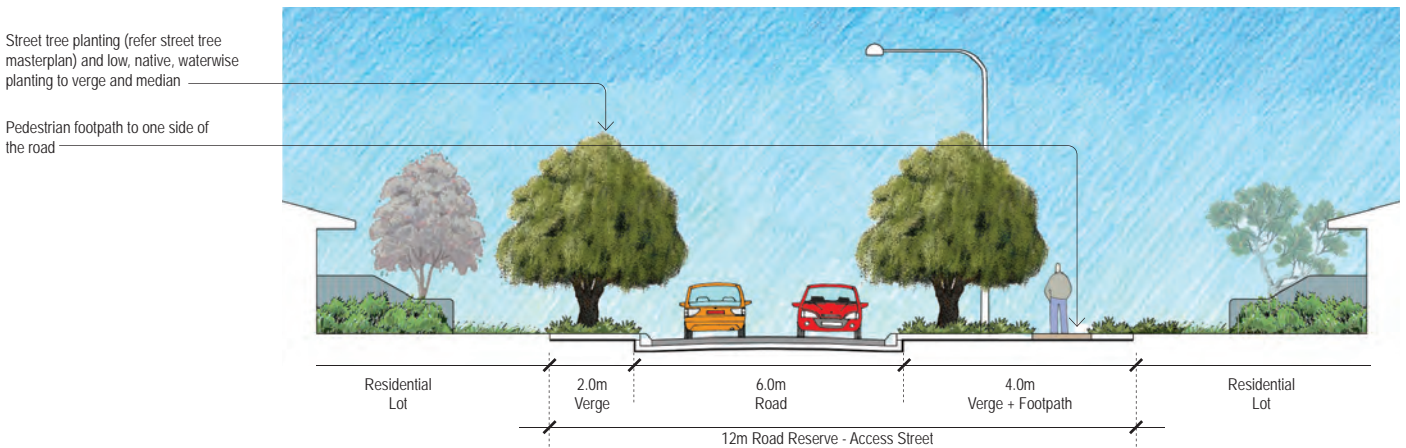 Street tree planting (refer street tree
masterplan) and low, native, waterwise
planting to verge and median
Pedestrian footpath to one side of
the road
Residential
Lot
2.0m
Verge
6.0m
Road
4.0m
Verge + Footpath
Residential
Lot
12m Road Reserve - Access Street